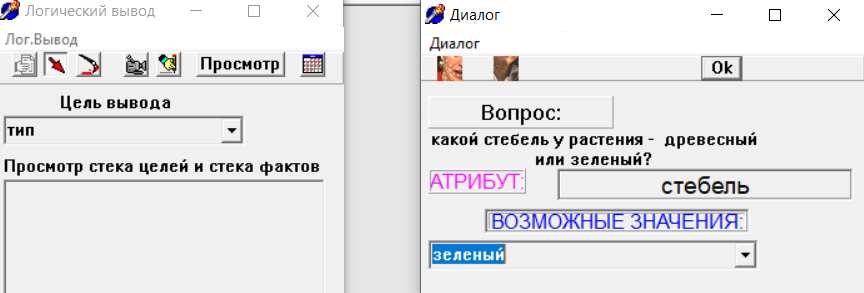 Логический вывод
Лог.Вывод
Просмотр
Цель вывода
тип
Просмотр стека целей и стека фактов
Диалог
Диалог
Ok
Вопрос:
какой стебель у растения - древесный
или зеленый?
АТРИБУТ:
стебель
ВОЗМОЖНЫЕ ЗНАЧЕНИЯ:
зеленый